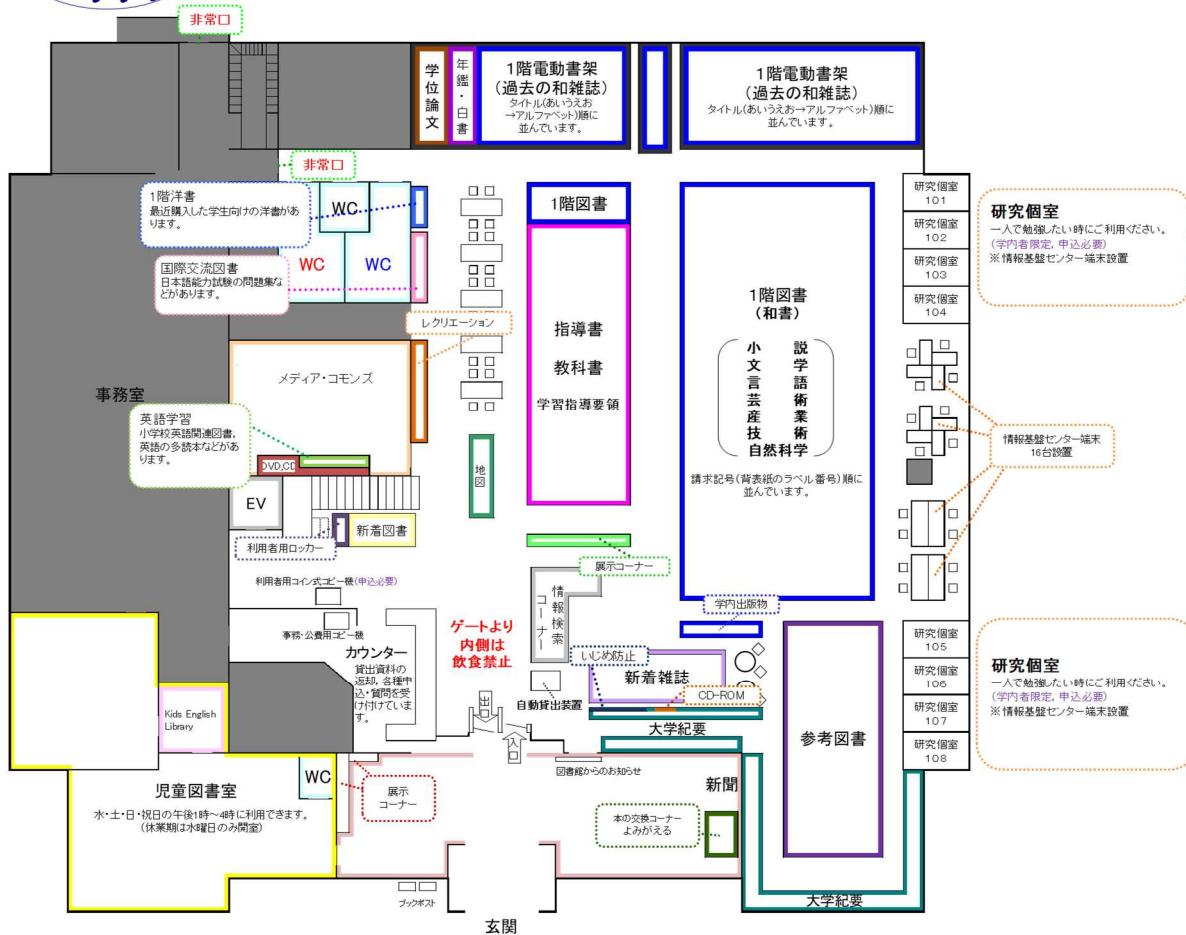 非常口
学位論文
年鑑・白書
1階電動書架
(過去の和雑誌)
タイトル(あいうえお
→アルファベット)順に
並んでいます。
1階電動書架
(過去の和雑誌)
タイトル(あいうえお→アルファベット)順に
並んでいます。
非常口
1階洋書
最近購入した学生向けの洋書があ
ります。
WC
WC
WC
国際交流図書
日本語能力試験の問題集な
どがあります。
1階図書
指導書
教科書
学習指導要領
1階図書
(和書)
小説
文学
言語
芸術
産業
技術
自然科学
請求記号(背表紙のラベル番号)順に
並んでいます。
研究個室
101
研究個室
102
研究個室
103
研究個室
104
研究個室
一人で勉強したい時にご利用ください。
(学内者限定, 申込必要)
※情報基盤センター端末設置
レクリエーション
メディア・コモンズ
事務室
英語学習
小学校英語関連図書,
英語の多読本などがあ
ります。
DVD,CD
地図
情報基盤センター端末
16台設置
EV
新着図書
利用者用ロッカー
展示コーナー
利用者用コイン式コピー機(申込必要)
情報検索
コーナー
学内出版物
事務・公費用コピー機
カウンター
貸出資料の
返却, 各種申
込・質問を受
け付けていま
す。
ゲートより
内側は
飲食禁止
いじめ防止
新着雑誌
CD-ROM
自動貸出装置
大学紀要
出口
入口
図書館からのお知らせ
参考図書
研究個室
105
研究個室
106
研究個室
107
研究個室
108
研究個室
一人で勉強したい時にご利用ください。
(学内者限定, 申込必要)
※情報基盤センター端末設置
Kids English
Library
児童図書室
水・土・日・祝日の午後1時～4時に利用できます。
(休業期は水曜日のみ開室)
WC
展示
コーナー
新聞
本の交換コーナー
よみがえる
大学紀要
ブックポスト
玄関